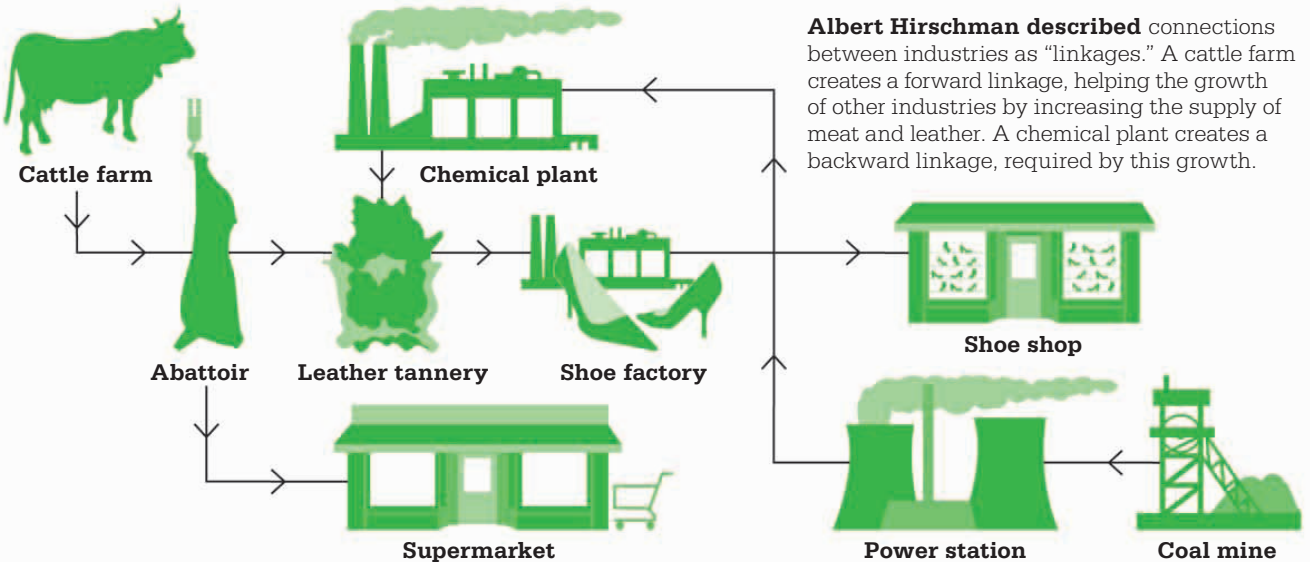 Albert Hirschman described connections
between industries as “linkages.” A cattle farm
creates a forward linkage, helping the growth
of other industries by increasing the supply of
meat and leather. A chemical plant creates a
backward linkage, required by this growth.
Cattle farm
Chemical plant
Abattoir
Leather tannery
Shoe factory
Shoe shop
Supermarket
Power station
Coal mine